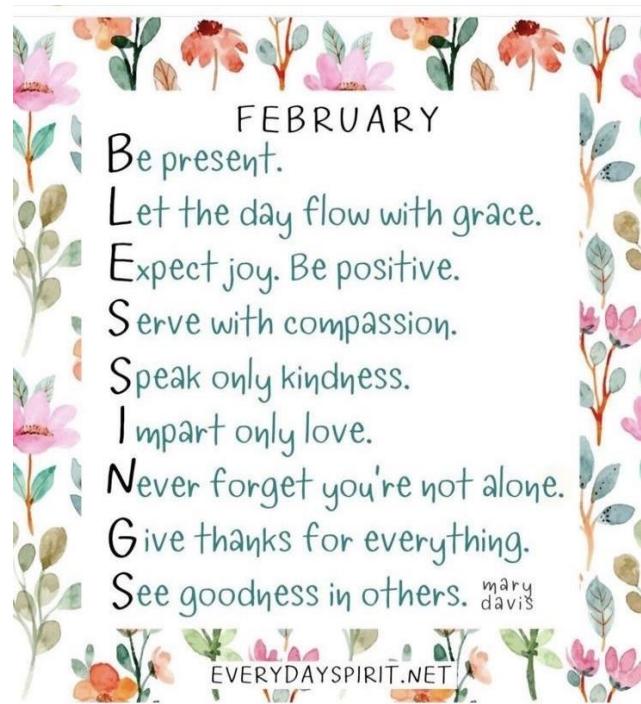 FEBRUARY
Be present.
Let the day flow with grace.
Expect joy. Be positive.
Serve with compassion.
Speak only kindness.
Impart only love.
Never forget you're not alone.
Give thanks for everything.
See goodness in others. mary davis
EVERYDAYSPIRIT.NET